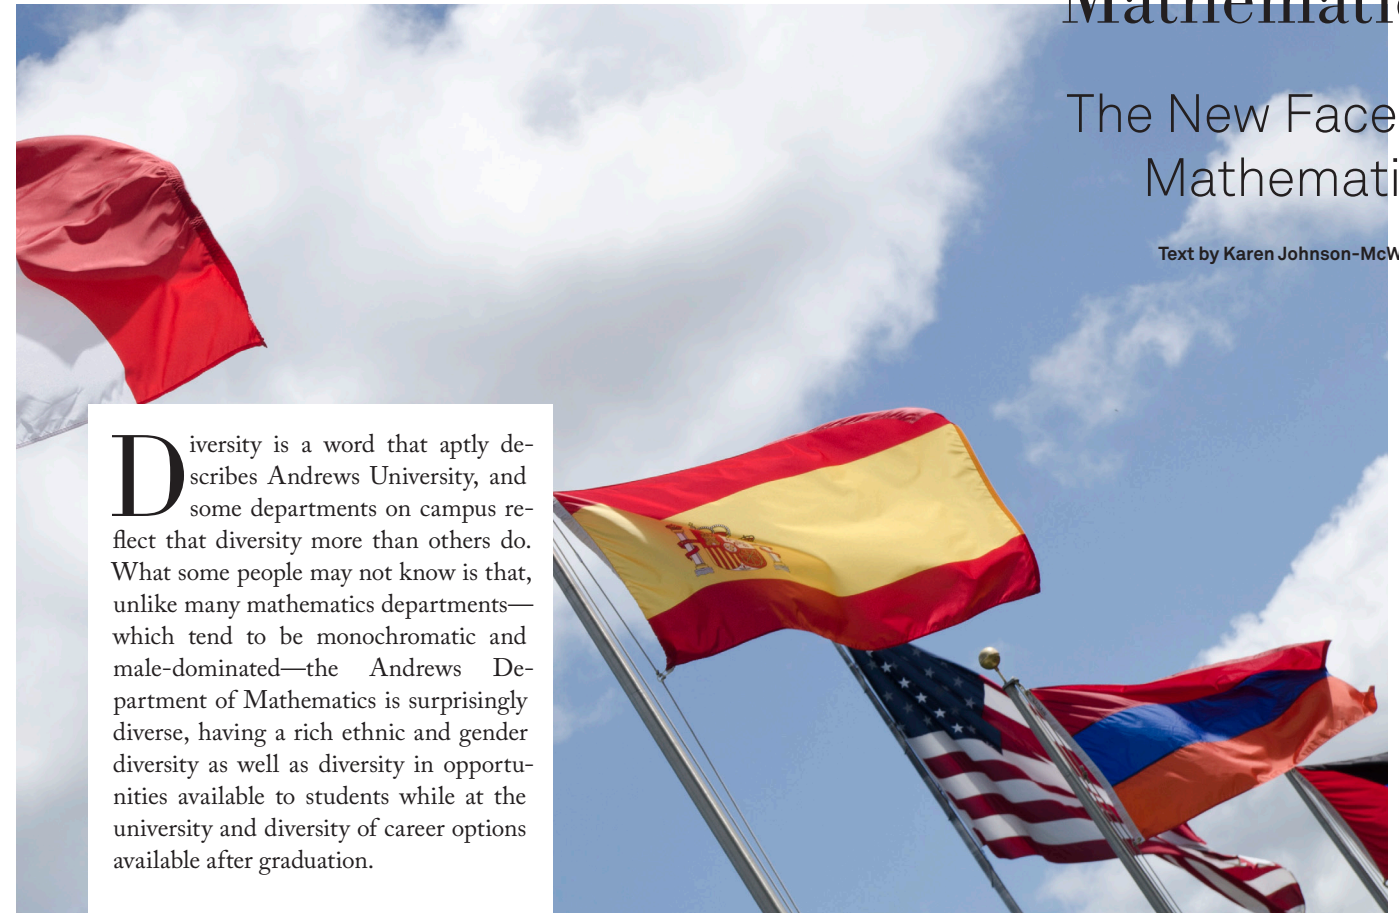 The New Face
Mathemati
Text by Karen Johnson-McW
Diversity is a word that aptly de-
scribes Andrews University, and
some departments on campus re-
flect that diversity more than others do.
What some people may not know is that,
unlike many mathematics departments—
which tend to be monochromatic and
male-dominated—the Andrews De-
partment of Mathematics is surprisingly
diverse, having a rich ethnic and gender
diversity as well as diversity in opportu-
nities available to students while at the
university and diversity of career options
available after graduation.